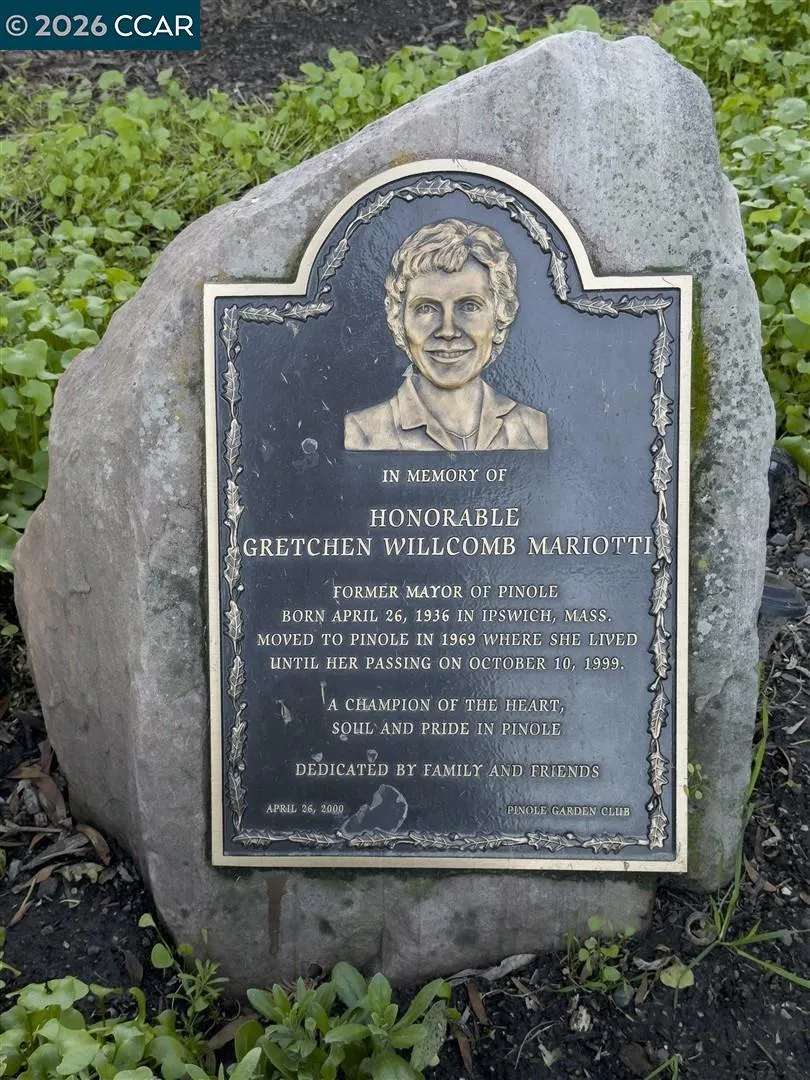 © 2026 CCAR
IN MEMORY OF
HONORABLE
GRETCHEN WILLCOMB MARIOTTI
FORMER MAYOR OF PINOLE
BORN APRIL 26, 1936 IN IPSWICH, MASS.
MOVED TO PINOLE IN 1969 WHERE SHE LIVED
UNTIL HER PASSING ON OCTOBER 10, 1999.
A CHAMPION OF THE HEART,
SOUL AND PRIDE IN PINOLE
DEDICATED BY FAMILY AND FRIENDS
APRIL 26, 2000 PINOLE GARDEN CLUB